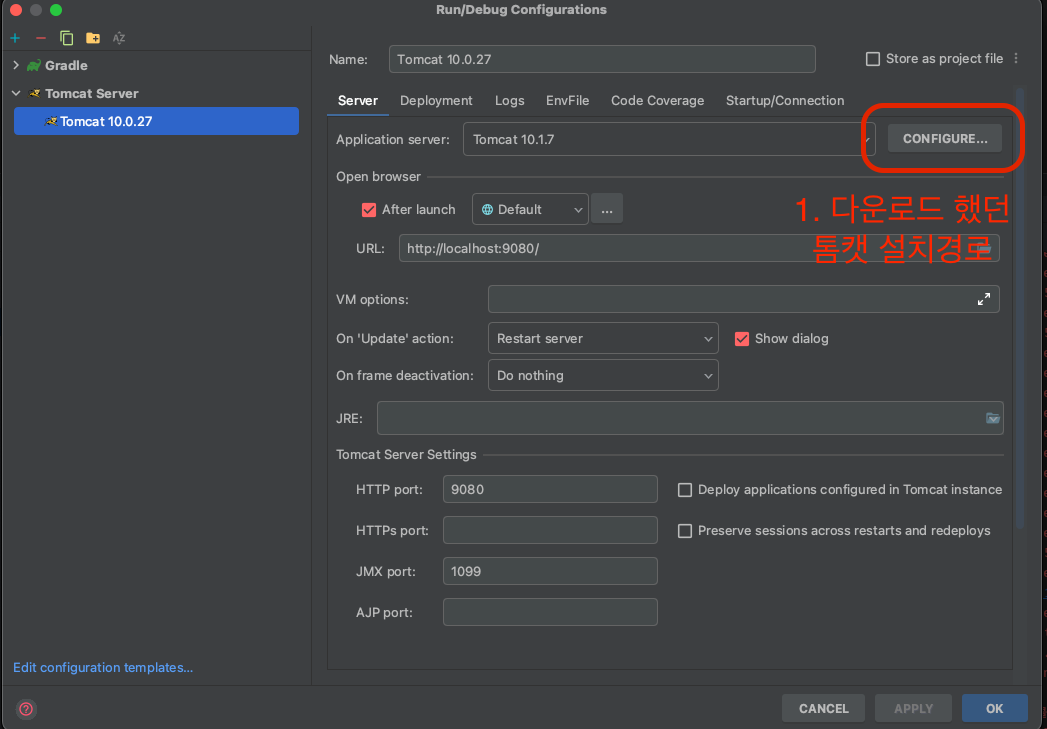 Run/Debug Configurations
Gradle
Tomcat Server
Tomcat 10.0.27
Name: Tomcat 10.0.27 Store as project file
Server Deployment Logs EnvFile Code Coverage Startup/Connection
Application server: Tomcat 10.1.7 CONFIGURE...
Open browser
After launch Default ...
1. 다운로드 했던
URL: http://localhost:9080/
톰캣 설치경로
VM options:
On 'Update' action: Restart server Show dialog
On frame deactivation: Do nothing
JRE:
Tomcat Server Settings
HTTP port: 9080 Deploy applications configured in Tomcat instance
HTTPs port: Preserve sessions across restarts and redeploys
JMX port: 1099
AJP port:
Edit configuration templates...
? CANCEL APPLY OK